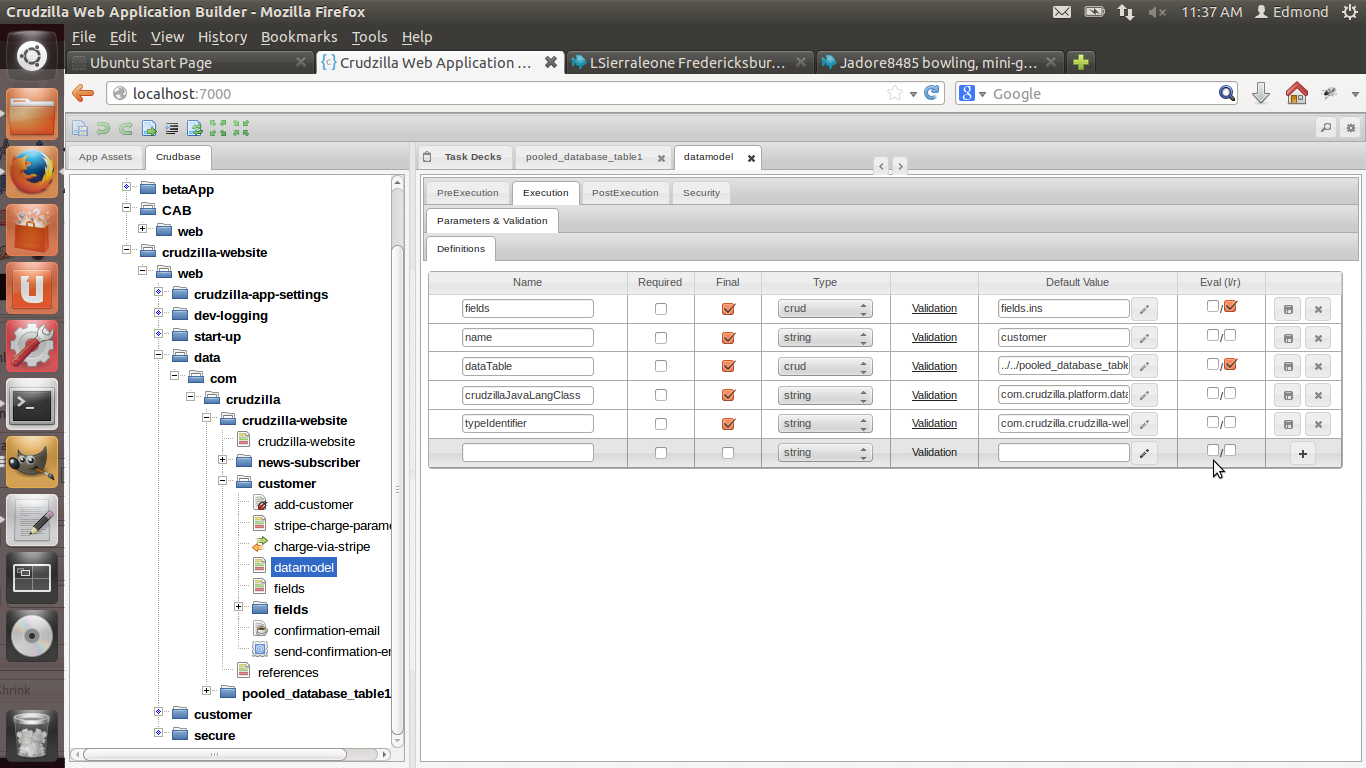 Crudzilla Web Application Builder - Mozilla Firefox
11:37 AM Edmond
File Edit View History Bookmarks Tools Help
Ubuntu Start Page
Crudzilla Web Application ...
LSierraleone Fredericksbur...
Jadore8485 bowling, mini-g...
localhost:7000
Google
App Assets Crudbase
Task Decks pooled_database_table1 datamodel
betaApp
CAB
web
crudzilla-website
web
crudzilla-app-settings
dev-logging
start-up
data
com
crudzilla
crudzilla-website
crudzilla-website
news-subscriber
customer
add-customer
stripe-charge-parame
charge-via-stripe
datamodel
fields
fields
confirmation-email
send-confirmation-er
references
pooled_database_table1
customer
secure
PreExecution Execution PostExecution Security
Parameters & Validation
Definitions
Name Required Final Type Default Value Eval (l/r)
fields crud Validation fields.ins /
name string Validation customer /
dataTable crud Validation ../../pooled_database_table /
crudzillaJavaLangClass string Validation com.crudzilla.platform.data /
typeIdentifier string Validation com.crudzilla.crudzilla-wel /
string Validation / +
Shrink